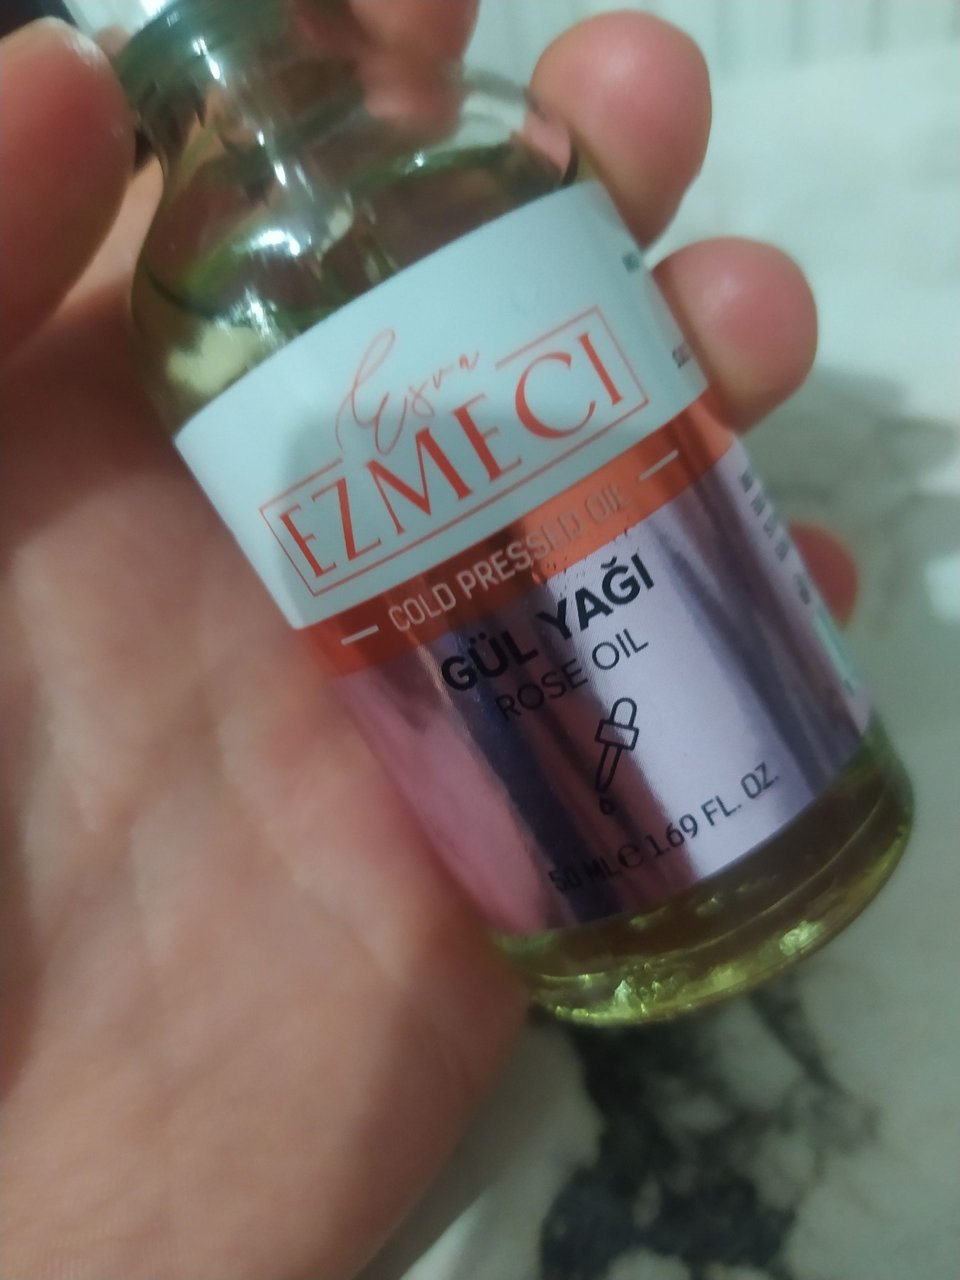 Esra
EZMECI
COLD PRESSED OIL
GÜL YAĞI
ROSE OIL
50 ML ℮ 1.69 FL. OZ.